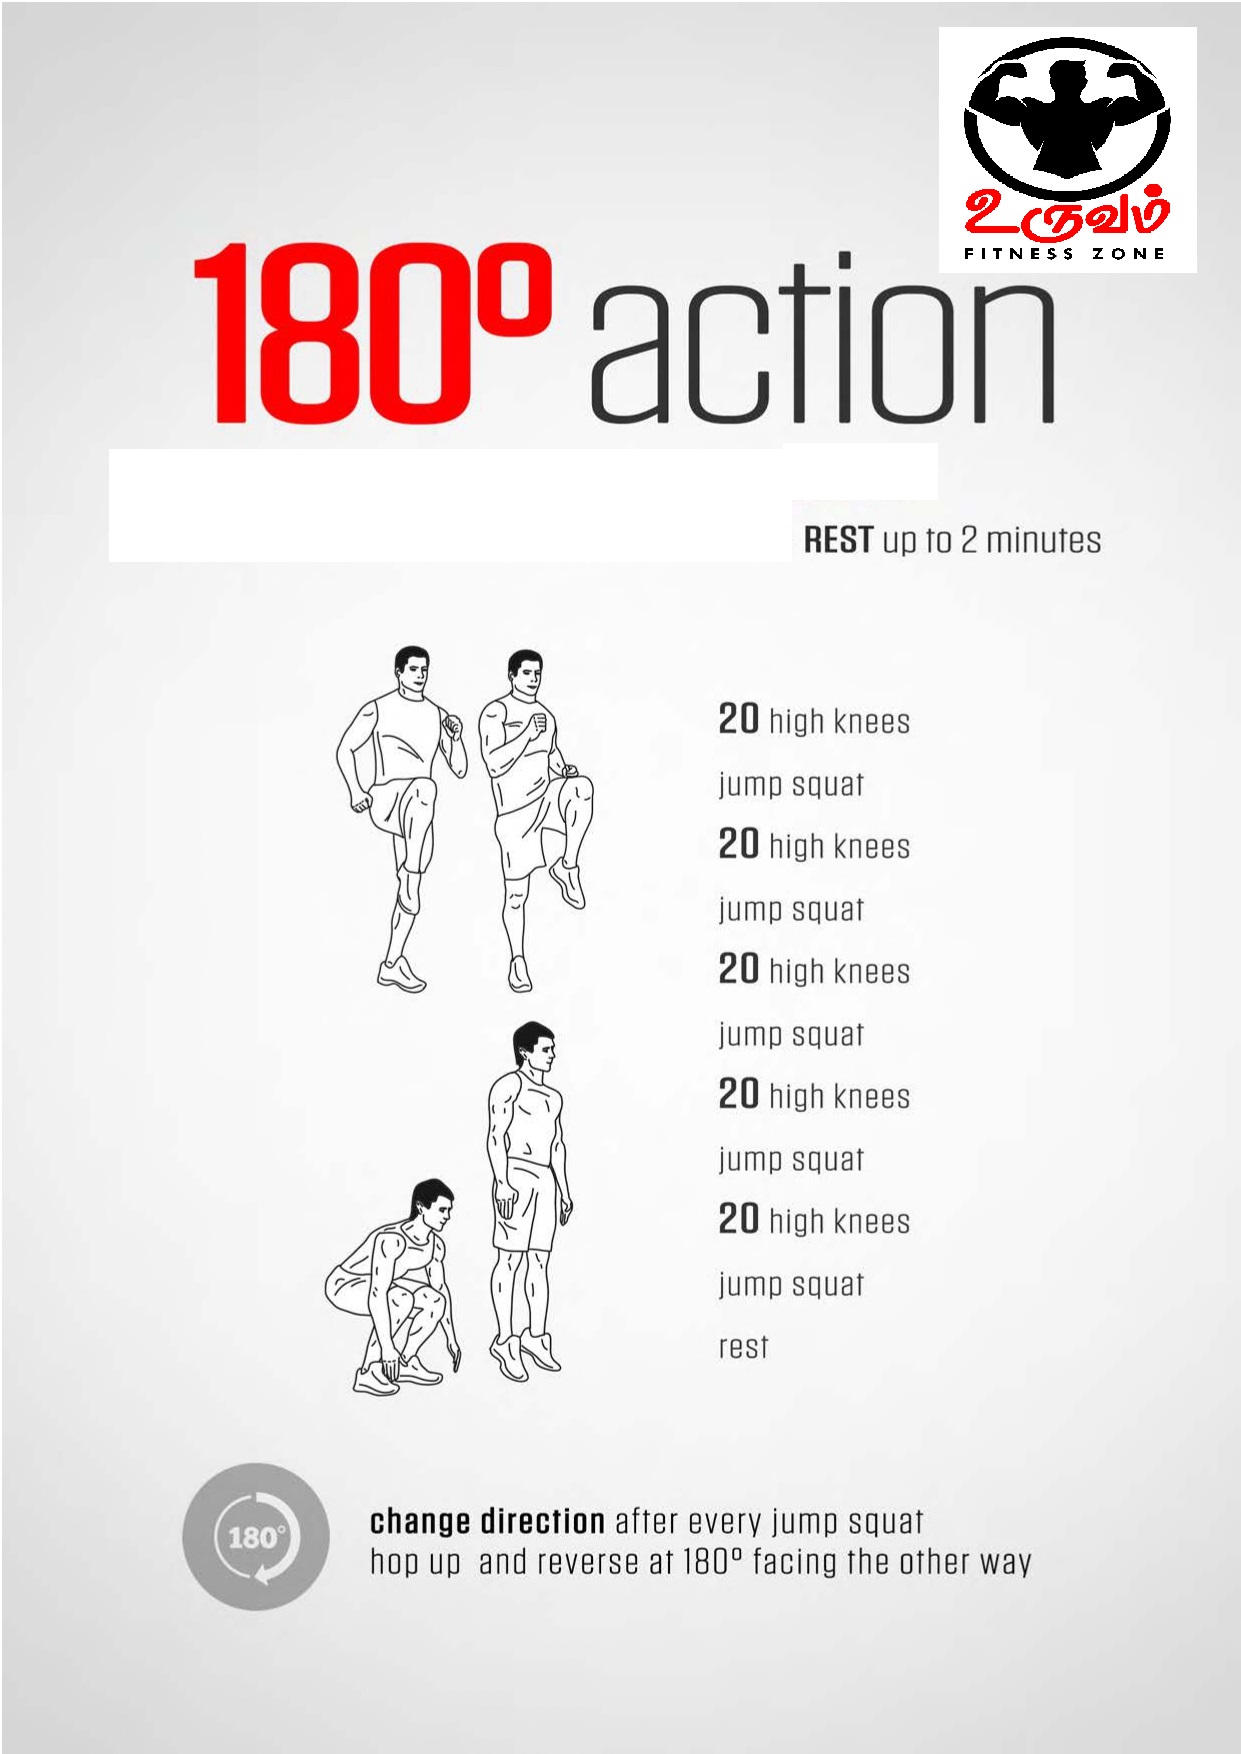 உருவம்
FITNESS ZONE
180º action
REST up to 2 minutes
20 high knees
jump squat
20 high knees
jump squat
20 high knees
jump squat
20 high knees
jump squat
20 high knees
jump squat
rest
180°
change direction after every jump squat
hop up and reverse at 180º facing the other way